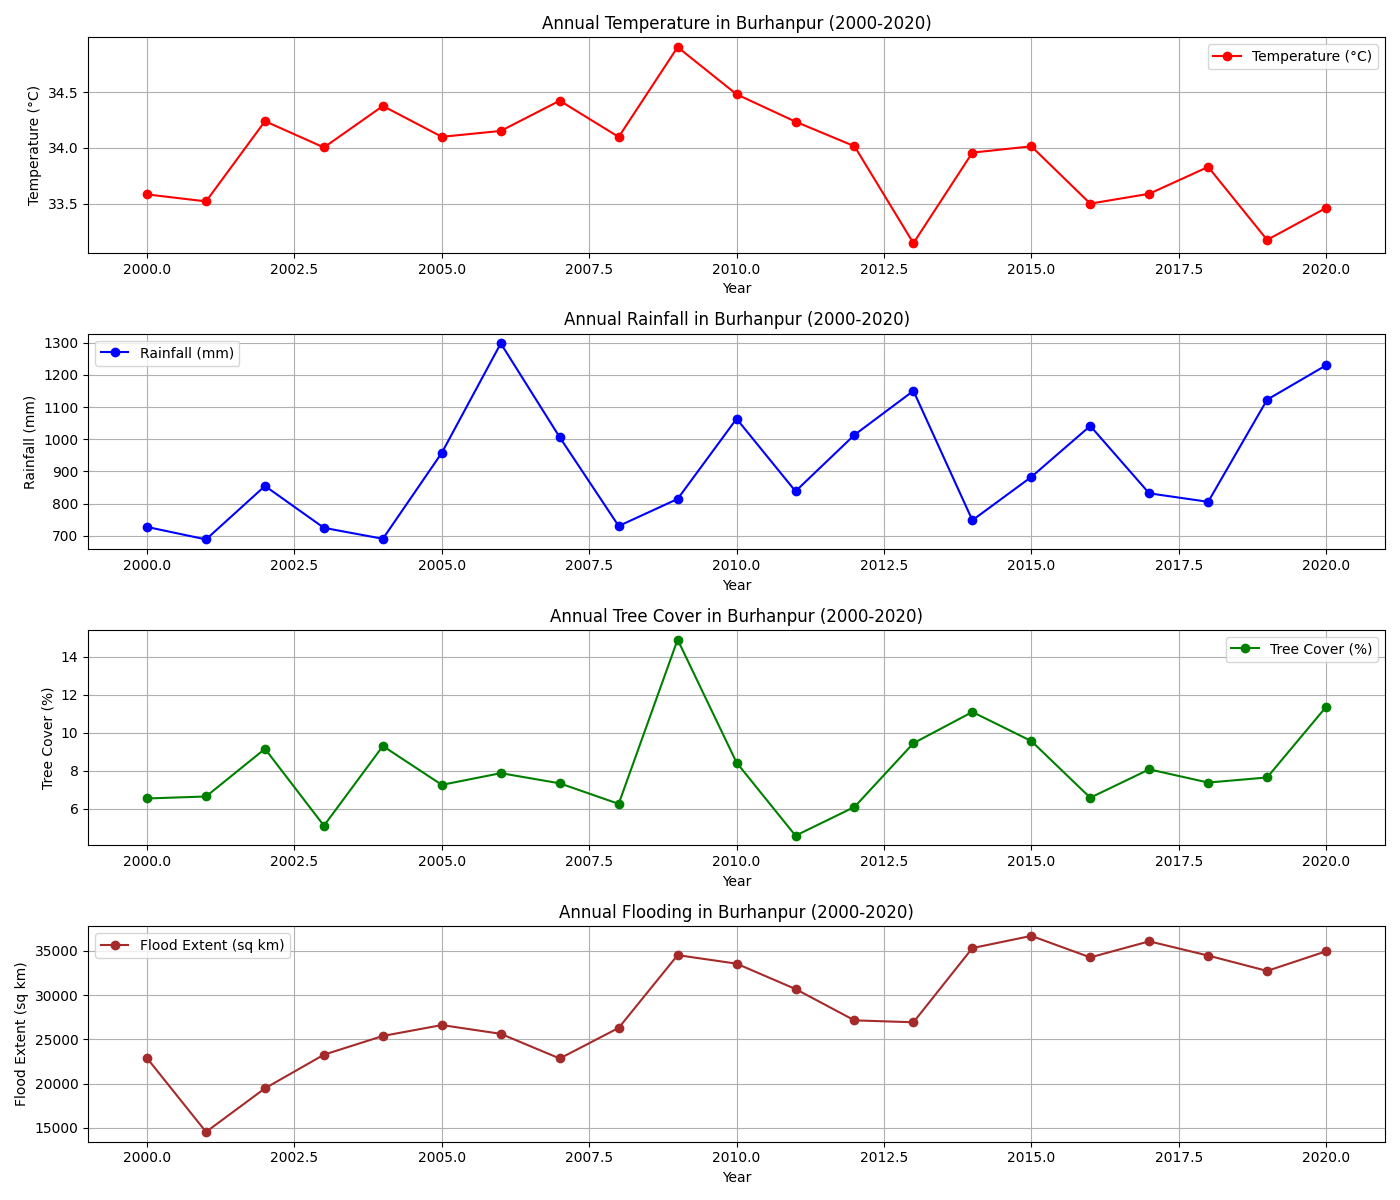 Annual Temperature in Burhanpur (2000-2020)
Temperature (°C)
Temperature (°C)
34.5
34.0
33.5
2000.0 2002.5 2005.0 2007.5 2010.0 2012.5 2015.0 2017.5 2020.0
Year
Annual Rainfall in Burhanpur (2000-2020)
Rainfall (mm)
Rainfall (mm)
1300
1200
1100
1000
900
800
700
2000.0 2002.5 2005.0 2007.5 2010.0 2012.5 2015.0 2017.5 2020.0
Year
Annual Tree Cover in Burhanpur (2000-2020)
Tree Cover (%)
Tree Cover (%)
14
12
10
8
6
2000.0 2002.5 2005.0 2007.5 2010.0 2012.5 2015.0 2017.5 2020.0
Year
Annual Flooding in Burhanpur (2000-2020)
Flood Extent (sq km)
Flood Extent (sq km)
35000
30000
25000
20000
15000
2000.0 2002.5 2005.0 2007.5 2010.0 2012.5 2015.0 2017.5 2020.0
Year